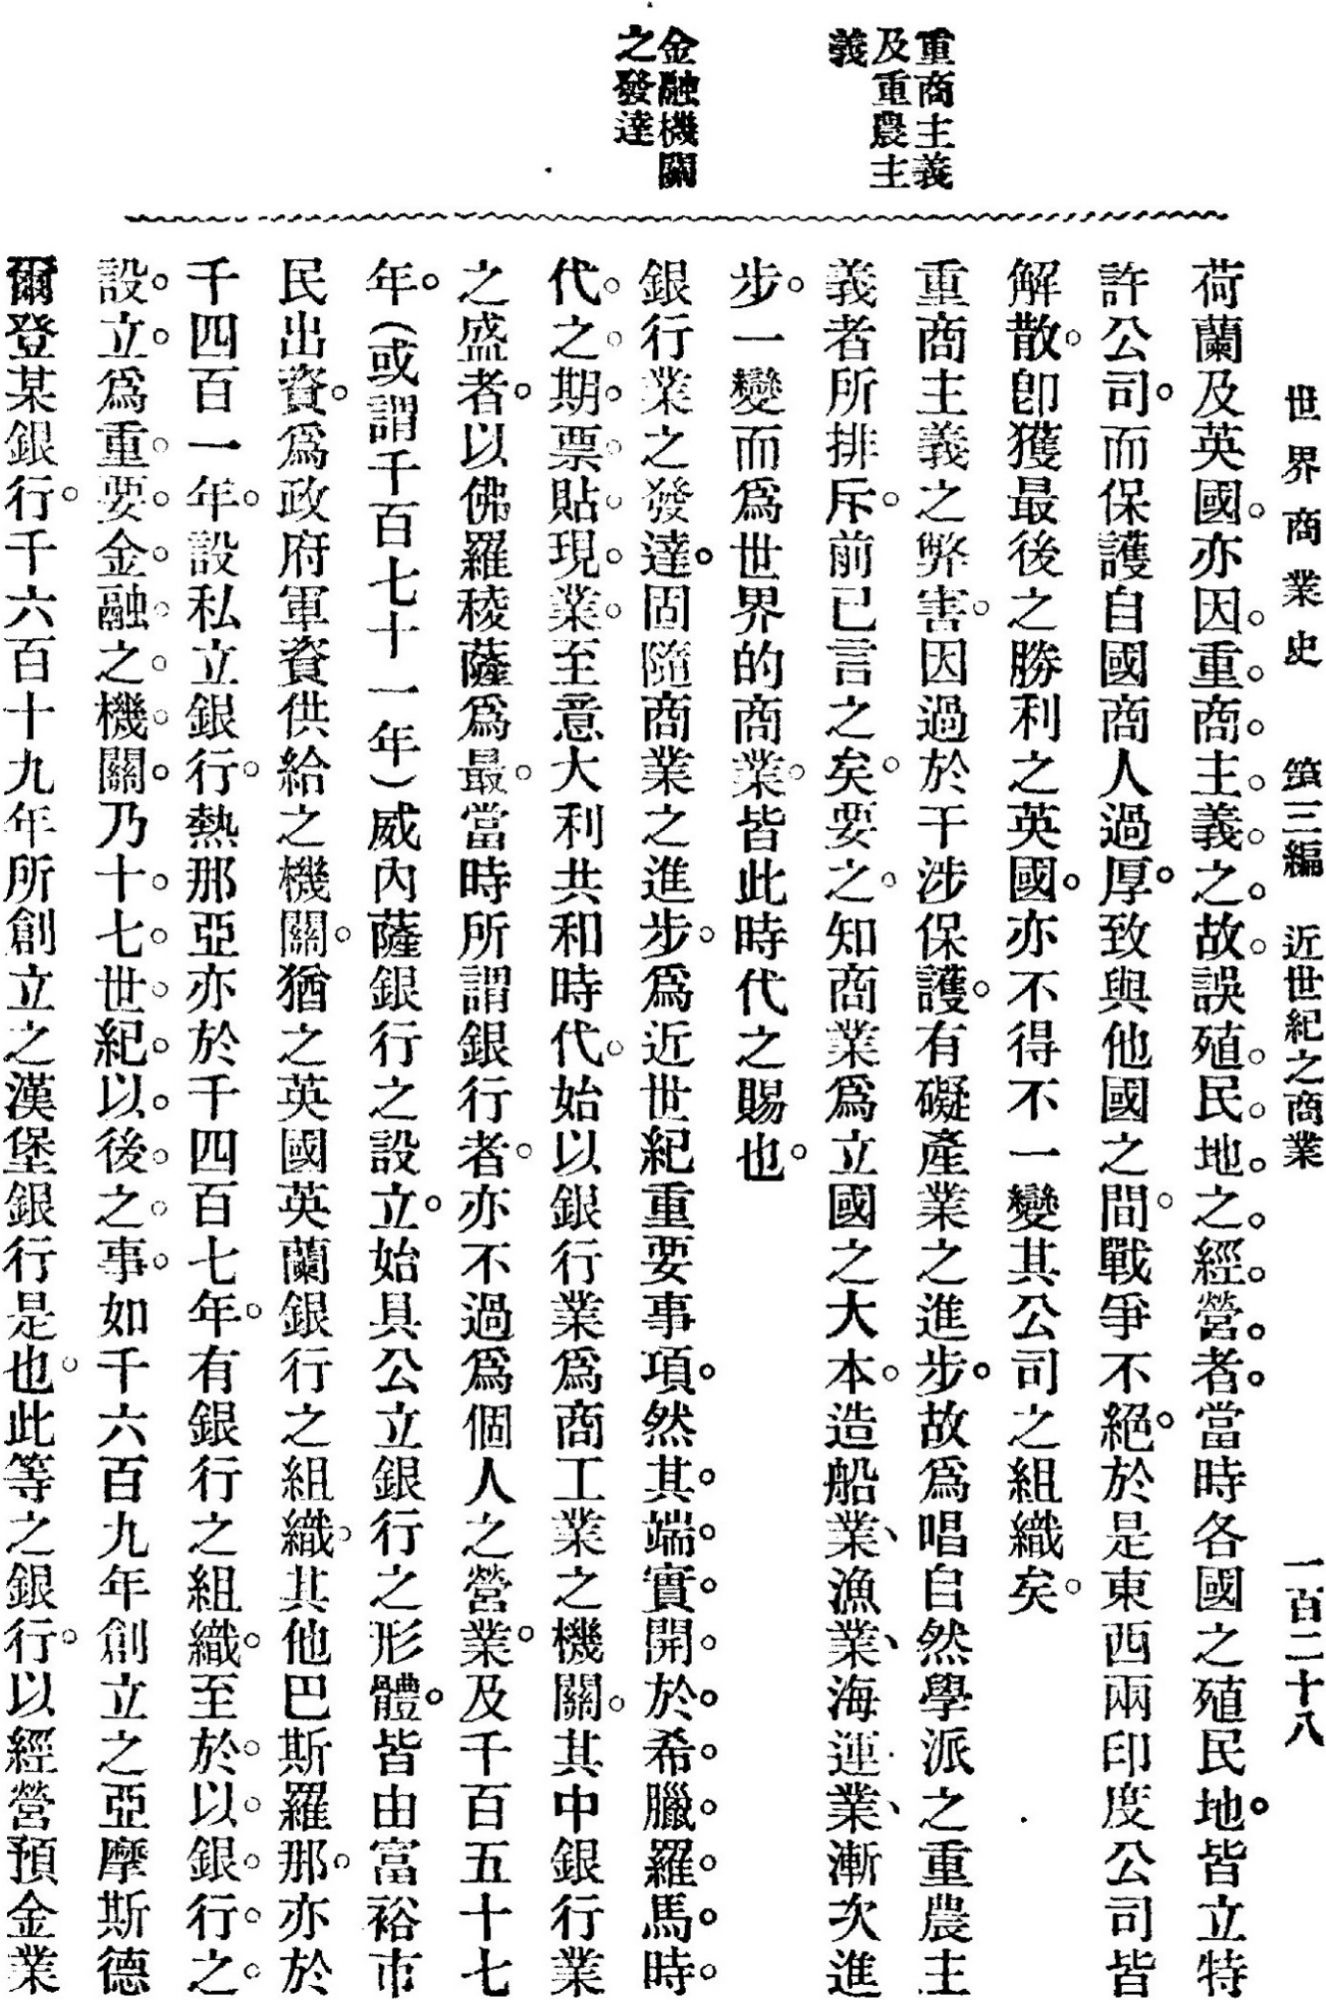 世界商業史　第三編　近世紀之商業　一百二十八
重商主義
及重農主
義
金融機關
之發達
荷蘭及英國。亦因。重。商。主。義。之。故。誤殖。民。地。之。經。營。者。當時各國之殖民地。皆立特
許公司。而保護自國商人過厚。致與他國之間。戰爭不絕。於是東西兩印度公司皆
解散。卽獲最後之勝利之英國。亦不得不一變其公司之組織矣。
重商主義之弊害。因過於干涉保護。有礙產業之進步。故爲唱自然學派之重農主
義者所排斥。前已言之矣。要之。知商業爲立國之大本。造船業、漁業、海運業、漸次進
步。一變而爲世界的商業。皆此時代之賜也。
銀行業之發達。固隨商業之進步。爲近世紀重要事項。然其。端。實。開。於。希。臘。羅。馬。時。
代。之。期。票。貼。現。業。至意大利共和時代。始以銀行業爲商工業之機關。其中銀行業
之盛者。以佛羅稜薩爲最。當時所謂銀行者。亦不過爲個人之營業。及千百五十七
年。(或謂千百七十一年)威內薩銀行之設立。始具公立銀行之形體。皆由富裕市
民出資。爲政府軍資供給之機關。猶之英國英蘭銀行之組織。其他巴斯羅那。亦於
千四百一年。設私立銀行。熱那亞亦於千四百七年。有銀行之組織。至於。以。銀。行。之。
設。立。爲重。要。金。融。之。機。關。乃十。七。世。紀。以。後。之。事。如千六百九年創立之亞摩斯德
爾登某銀行。千六百十九年所創立之漢堡銀行是也。此等之銀行。以經營預金業